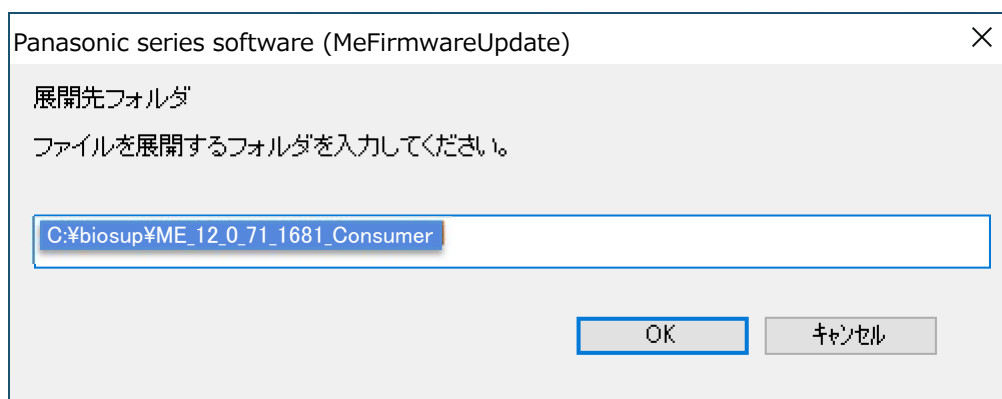 Panasonic series software (MeFirmwareUpdate)
展開先フォルダ
ファイルを展開するフォルダを入力してください。
C:¥biosup¥ME_12_0_71_1681_Consumer
OK
キャンセル